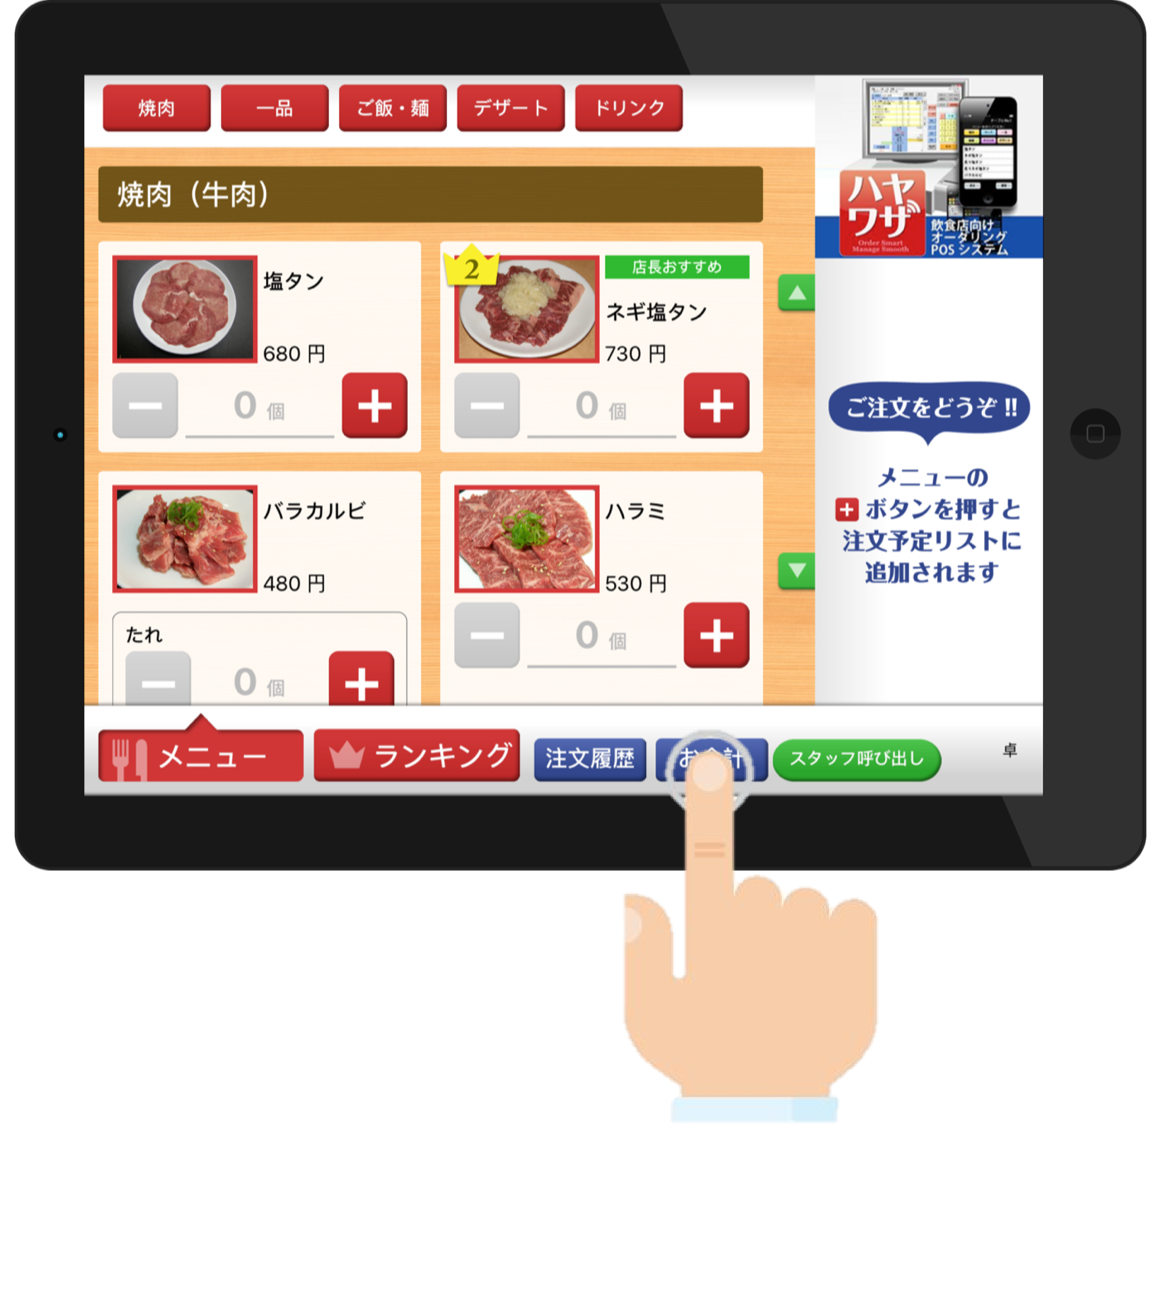 焼肉
一品
ご飯・麺
デザート
ドリンク
焼肉（牛肉）
塩タン
680 円
0 個
2
店長おすすめ
ネギ塩タン
730 円
0 個
バラカルビ
480 円
たれ
0 個
ハラミ
530 円
0 個
ハヤ
ワザ
Order Smart
Manage Smooth
飲食店向け
オーダリング
POS システム
ご注文をどうぞ !!
メニューの
+ ボタンを押すと
注文予定リストに
追加されます
メニュー
ランキング
注文履歴
お会計
スタッフ呼び出し
卓